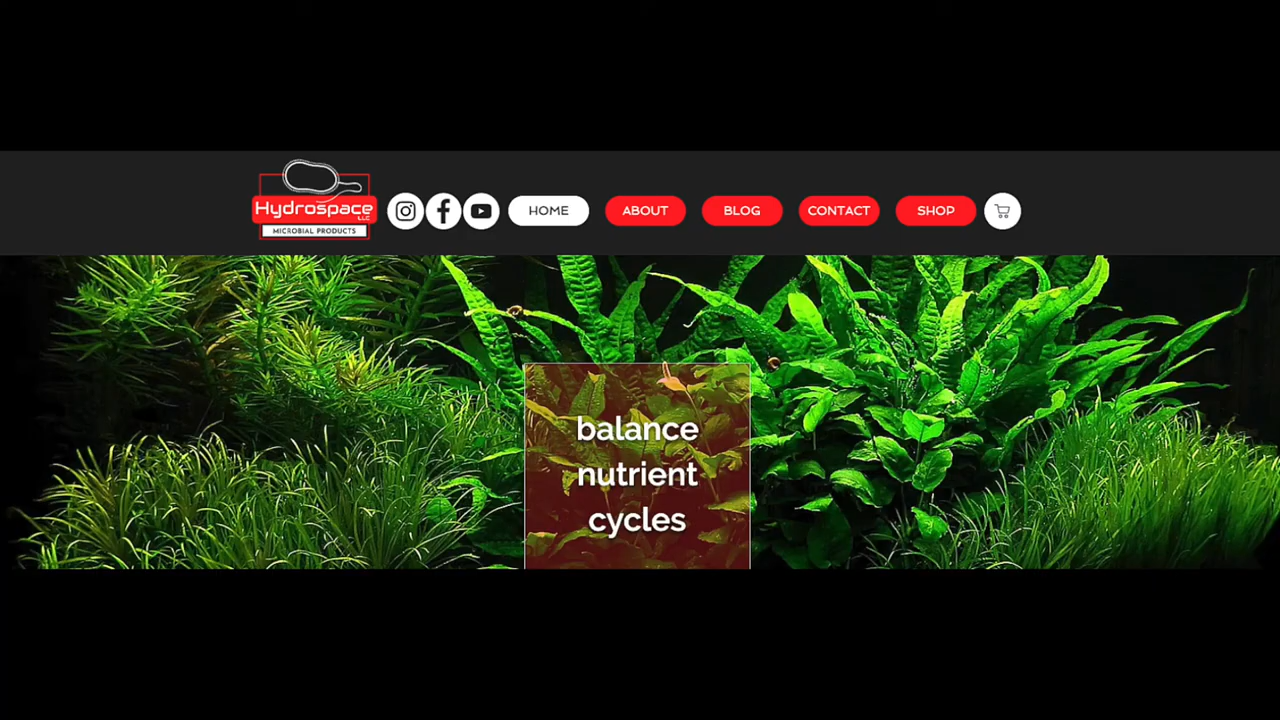 Hydrospace
LLC
MICROBIAL PRODUCTS
HOME
ABOUT
BLOG
CONTACT
SHOP
balance
nutrient
cycles